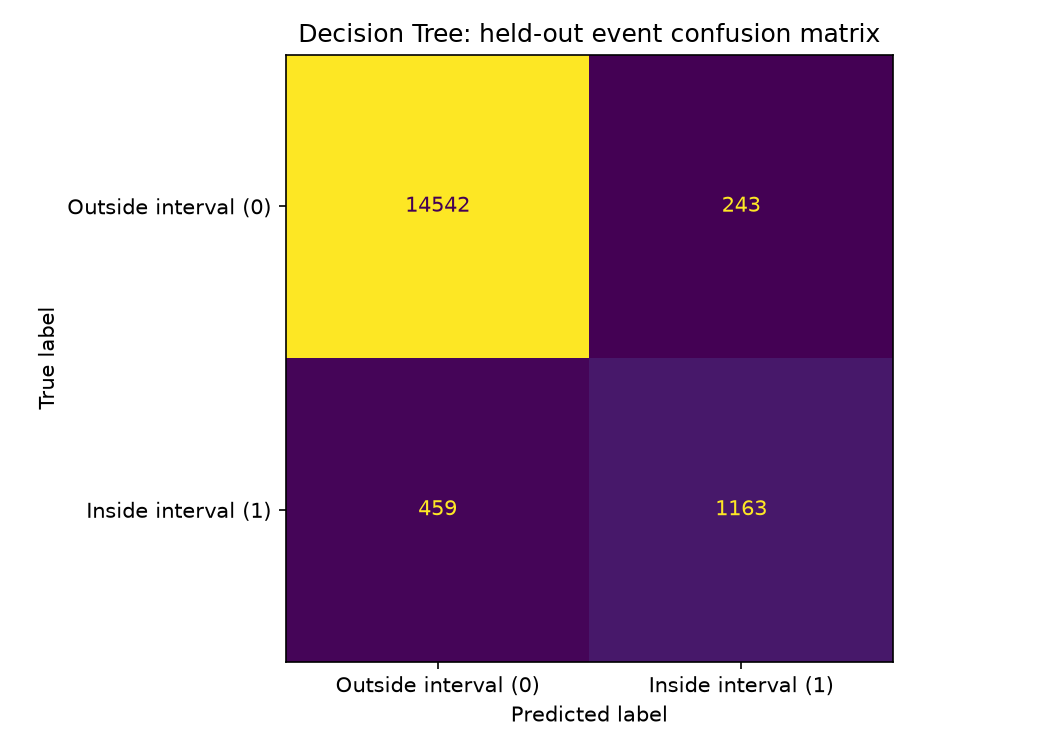 Decision Tree: held-out event confusion matrix
Outside interval (0)
14542
243
True label
Inside interval (1)
459
1163
Outside interval (0)
Inside interval (1)
Predicted label